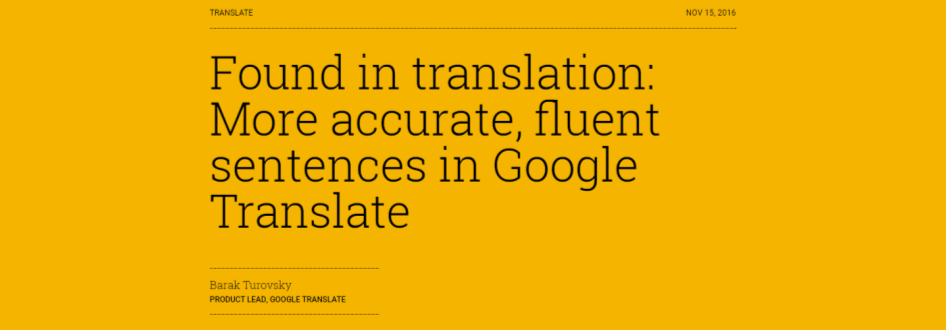 TRANSLATE
NOV 15, 2016
Found in translation:
More accurate, fluent
sentences in Google
Translate
Barak Turovsky
PRODUCT LEAD, GOOGLE TRANSLATE